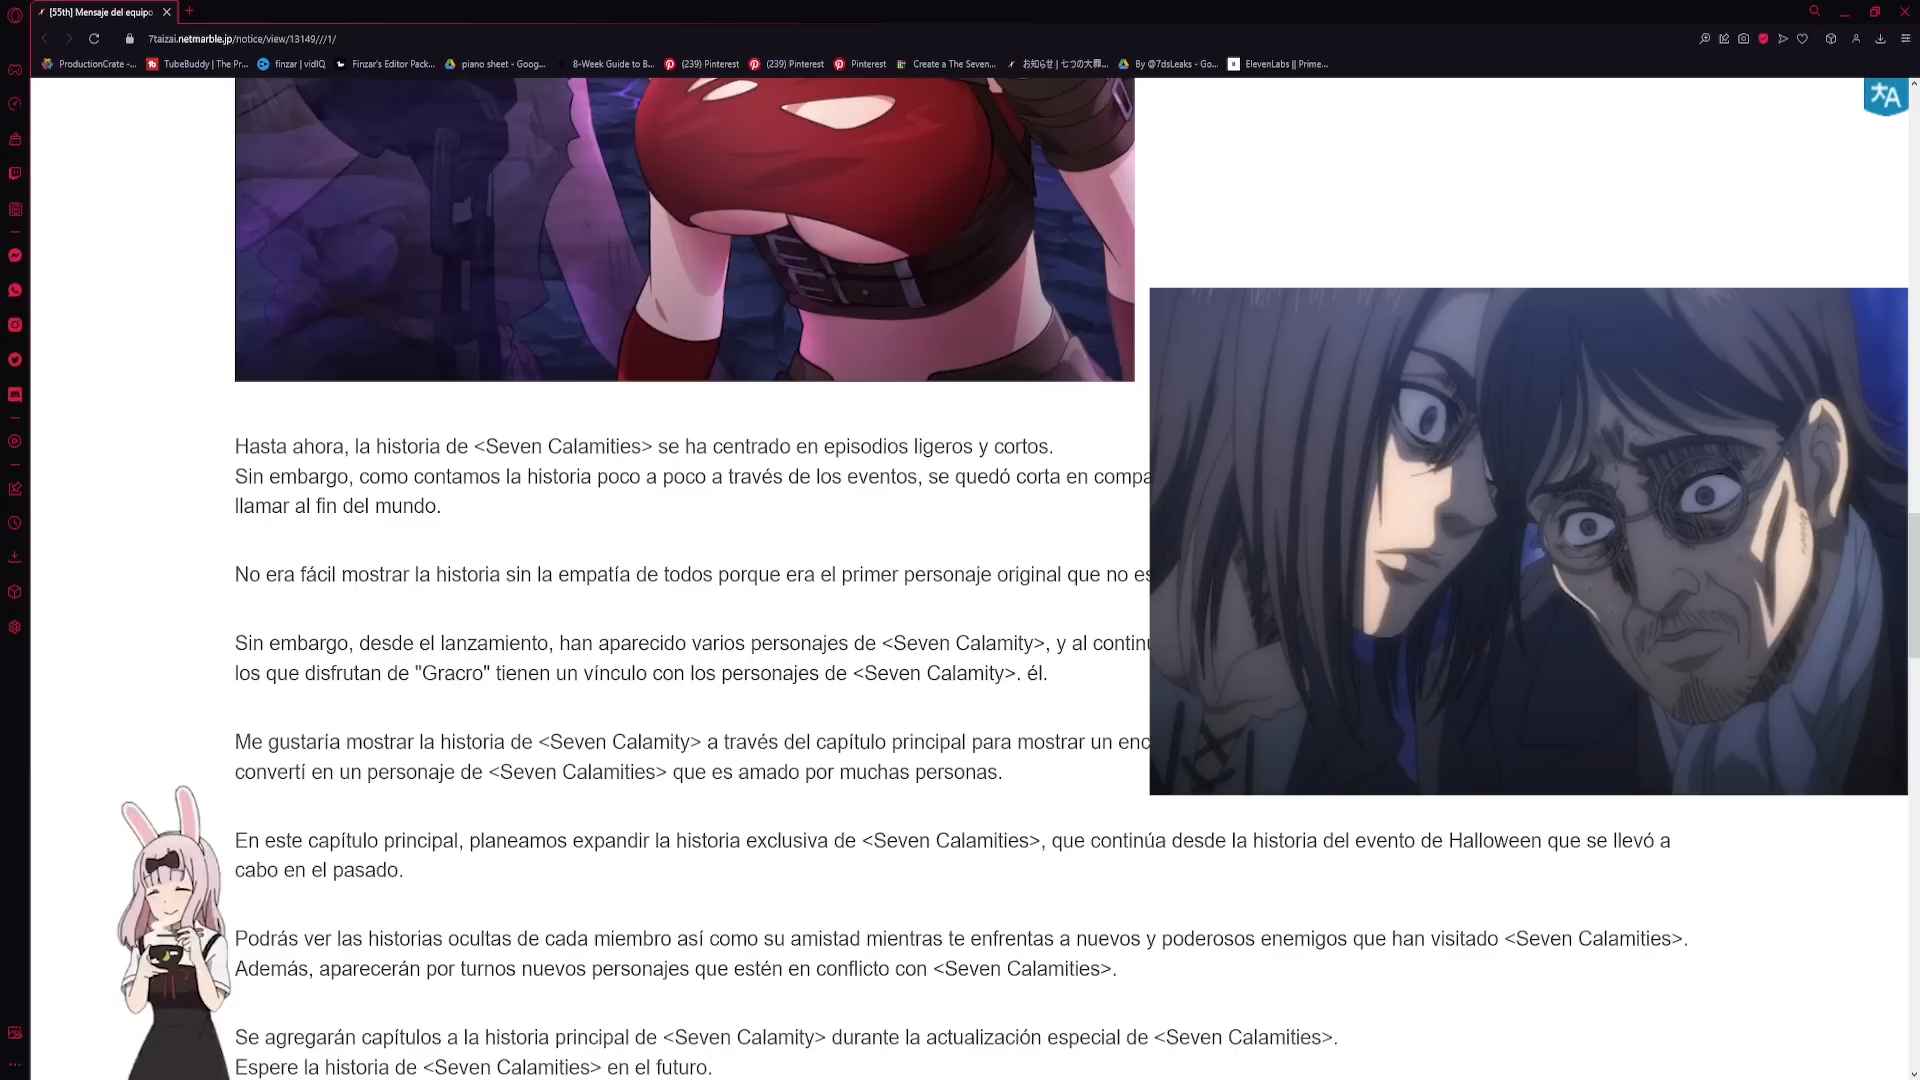 [55th] Mensaje del equipo
7taizai.netmarble.jp/notice/view/13149///1/
ProductionCrate -... TubeBuddy | The Pr... finzar | vidIQ Finzar's Editor Pack... piano sheet - Goog... 8-Week Guide to B... (239) Pinterest (239) Pinterest Pinterest Create a The Seven... お知らせ | 七つの大罪... By @7dsLeaks - Go... ElevenLabs || Prime...
Hasta ahora, la historia de <Seven Calamities> se ha centrado en episodios ligeros y cortos.
Sin embargo, como contamos la historia poco a poco a través de los eventos, se quedó corta en compa
llamar al fin del mundo.
No era fácil mostrar la historia sin la empatía de todos porque era el primer personaje original que no es
Sin embargo, desde el lanzamiento, han aparecido varios personajes de <Seven Calamity>, y al continu
los que disfrutan de "Gracro" tienen un vínculo con los personajes de <Seven Calamity>. él.
Me gustaría mostrar la historia de <Seven Calamity> a través del capítulo principal para mostrar un enc
convertí en un personaje de <Seven Calamities> que es amado por muchas personas.
En este capítulo principal, planeamos expandir la historia exclusiva de <Seven Calamities>, que continúa desde la historia del evento de Halloween que se llevó a
cabo en el pasado.
Podrás ver las historias ocultas de cada miembro así como su amistad mientras te enfrentas a nuevos y poderosos enemigos que han visitado <Seven Calamities>.
Además, aparecerán por turnos nuevos personajes que estén en conflicto con <Seven Calamities>.
Se agregarán capítulos a la historia principal de <Seven Calamity> durante la actualización especial de <Seven Calamities>.
Espere la historia de <Seven Calamities> en el futuro.